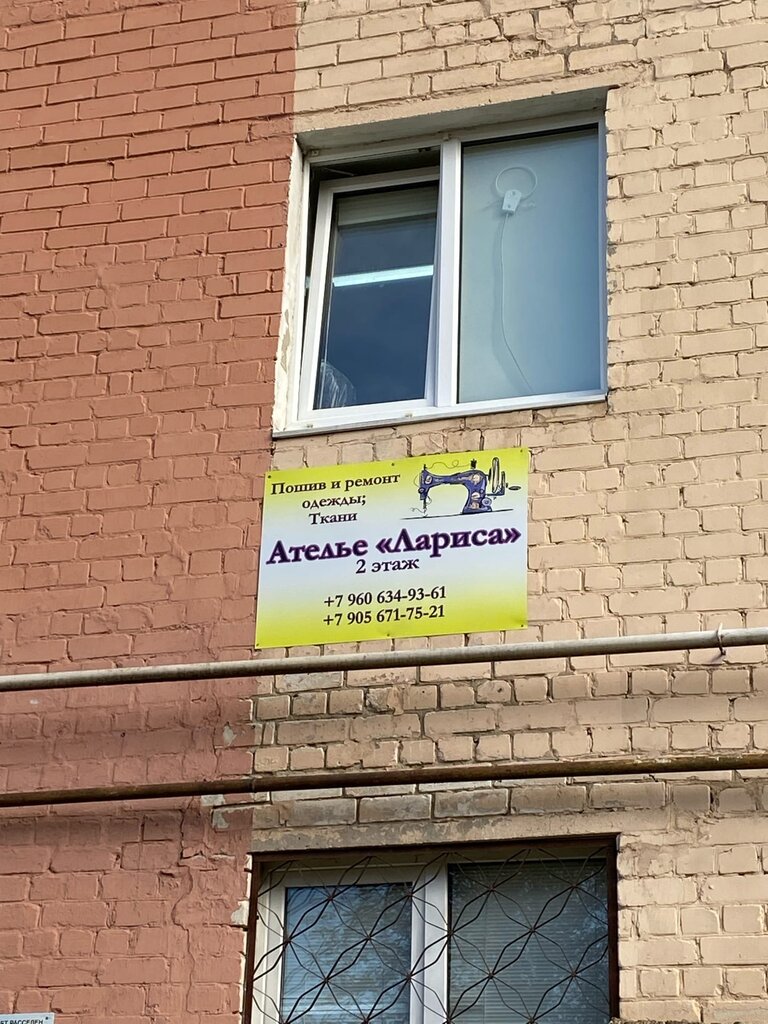 Пошив и ремонт
одежды;
Ткани
Ателье «Лариса»
2 этаж
+7 960 634-93-61
+7 905 671-75-21